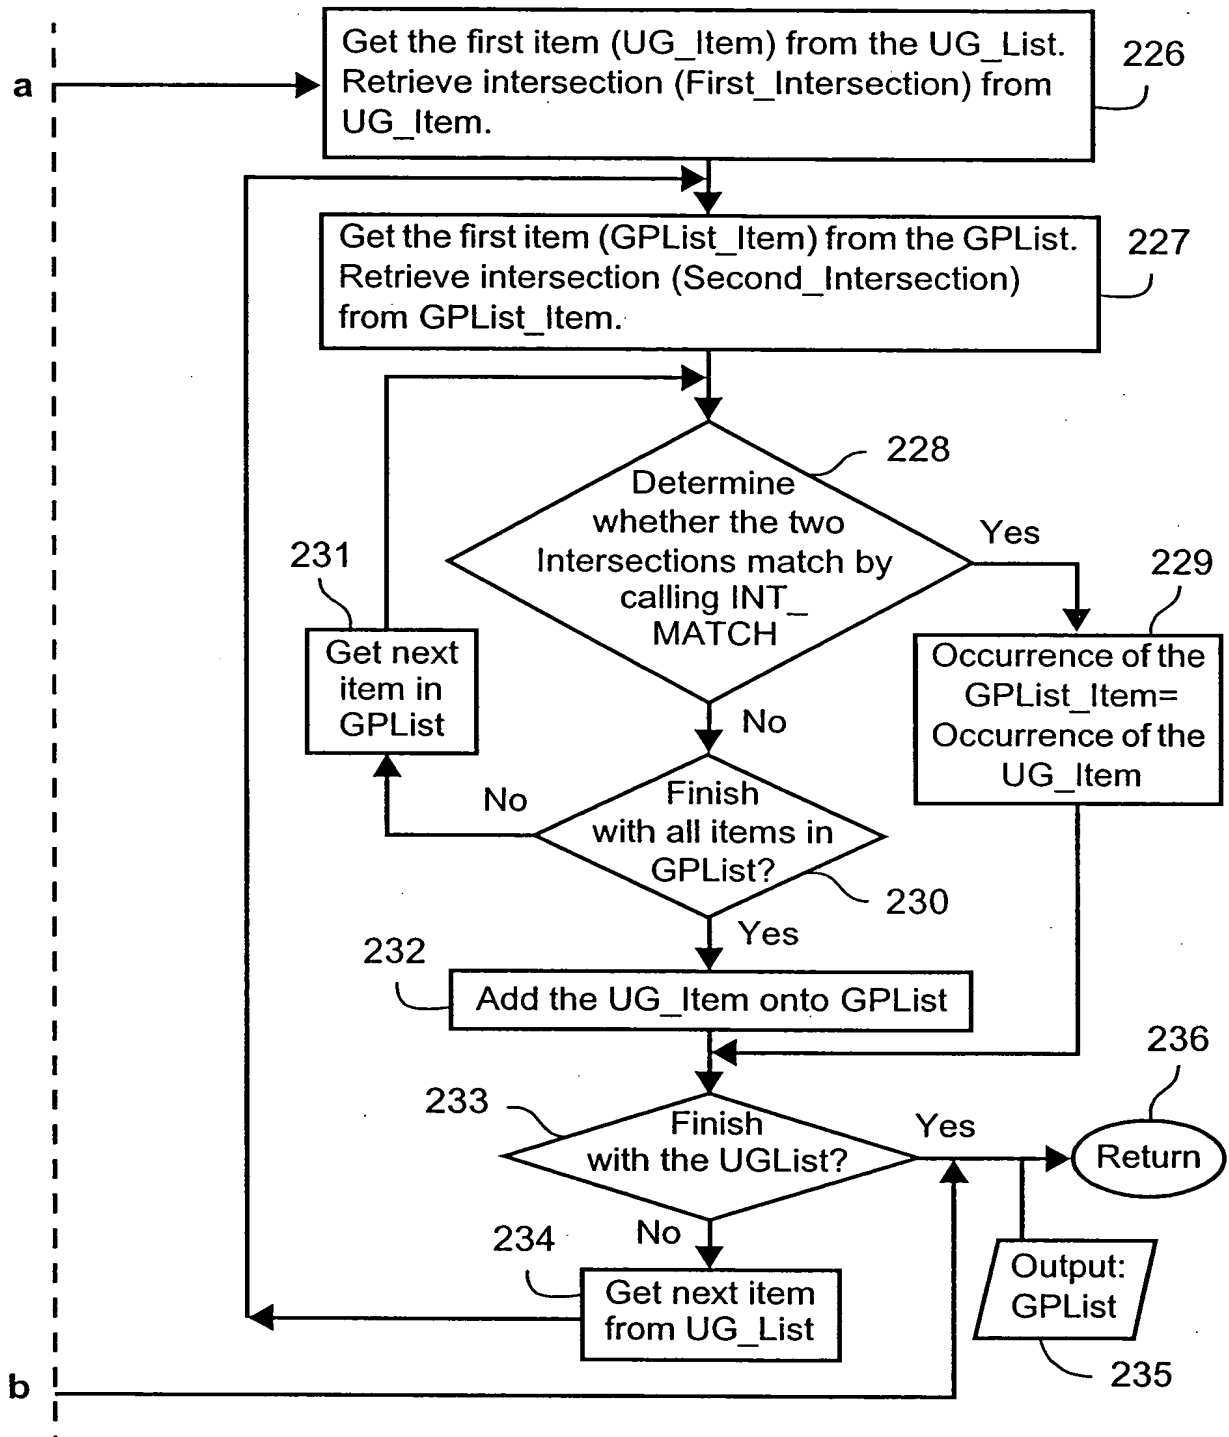 Get the first item (UG_Item) from the UG_List.
Retrieve intersection (First_Intersection) from
UG_Item.
226
a
Get the first item (GPList_Item) from the GPList.
Retrieve intersection (Second_Intersection)
from GPList_Item.
227
228
Determine
whether the two
Intersections match by
calling INT_
MATCH
Yes
231
229
Get next
item in
GPList
Occurrence of the
GPList_Item=
Occurrence of the
UG_Item
No
No
Finish
with all items in
GPList?
230
Yes
232
Add the UG_Item onto GPList
236
233
Finish
with the UGList?
Yes
Return
No
234
Get next item
from UG_List
Output:
GPList
235
b